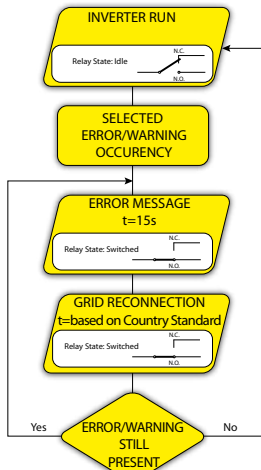 INVERTER RUN
N.C.
Relay State: Idle
N.O.
SELECTED
ERROR/WARNING
OCCURENCY
ERROR MESSAGE
t=15s
N.C.
Relay State: Switched
N.O.
GRID RECONNECTION
t=based on Country Standard
N.C.
Relay State: Switched
N.O.
Yes
ERROR/WARNING
STILL
PRESENT
No